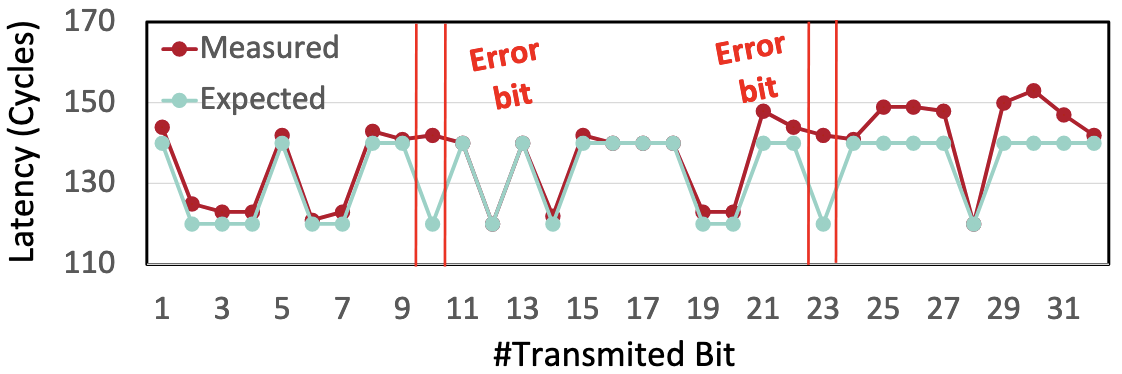 170
150
130
110
Latency (Cycles)
Measured
Expected
Error
bit
Error
bit
1 3 5 7 9 11 13 15 17 19 21 23 25 27 29 31
#Transmited Bit